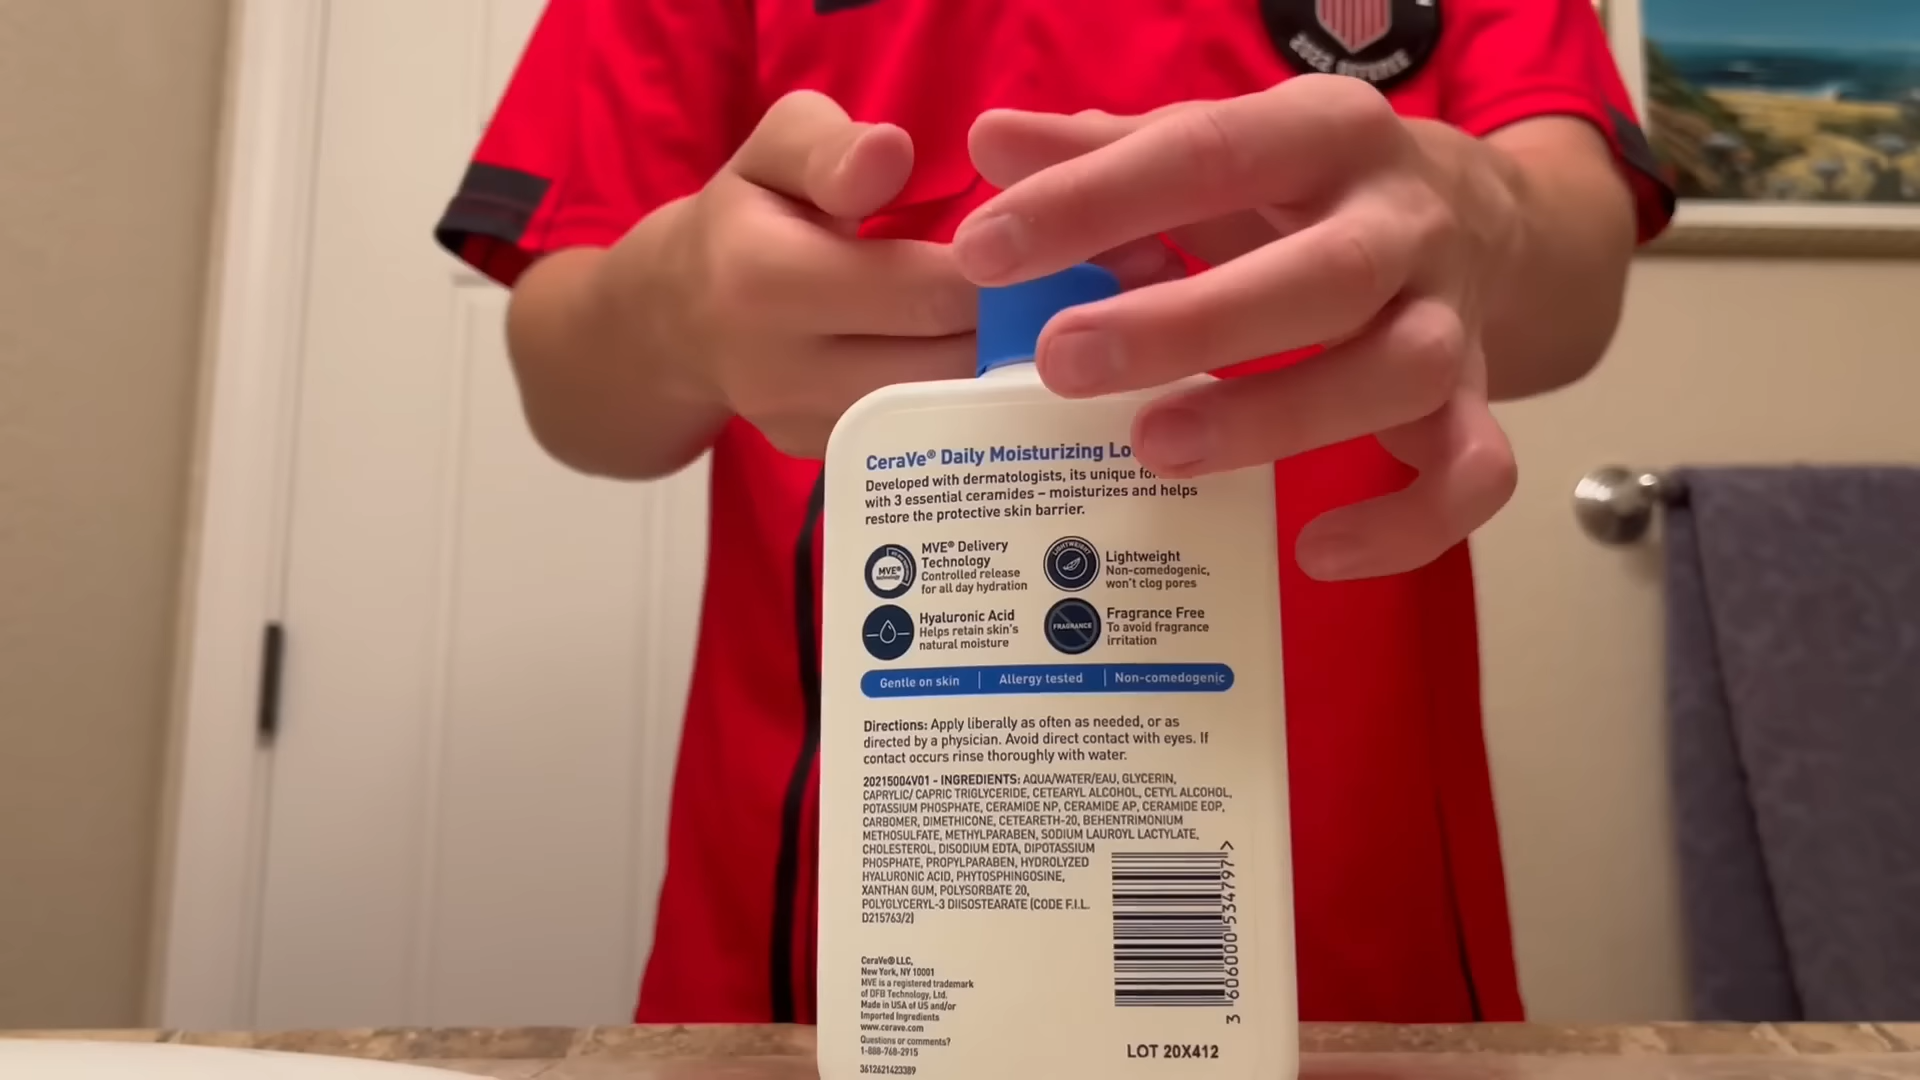 2022
CeraVe® Daily Moisturizing
Developed with dermatologists, its unique
with 3 essential ceramides – moisturizes and helps
restore the protective skin barrier.
MVE® Delivery
Technology
Controlled release
for all day hydration
MVE®
technology
LIGHTWEIGHT
Lightweight
Non-comedogenic,
won't clog pores
Hyaluronic Acid
Helps retain skin's
natural moisture
FRAGRANCE
Fragrance Free
To avoid fragrance
irritation
Gentle on skin | Allergy tested | Non-comedogenic
Directions: Apply liberally as often as needed, or as
directed by a physician. Avoid direct contact with eyes. If
contact occurs rinse thoroughly with water.
20215004V01 - INGREDIENTS: AQUA/WATER/EAU, GLYCERIN,
CAPRYLIC/ CAPRIC TRIGLYCERIDE, CETEARYL ALCOHOL, CETYL ALCOHOL,
POTASSIUM PHOSPHATE, CERAMIDE NP, CERAMIDE AP, CERAMIDE EOP,
CARBOMER, DIMETHICONE, CETEARETH-20, BEHENTRIMONIUM
METHOSULFATE, METHYLPARABEN, SODIUM LAUROYL LACTYLATE,
CHOLESTEROL, DISODIUM EDTA, DIPOTASSIUM
PHOSPHATE, PROPYLPARABEN, HYDROLYZED
HYALURONIC ACID, PHYTOSPHINGOSINE,
XANTHAN GUM, POLYSORBATE 20,
POLYGLYCERYL-3 DIISOSTEARATE (CODE F.I.L.
D215763/2)
3 606000 534797 >
CeraVe® LLC,
New York, NY 10001
MVE is a registered trademark
of DFB Technology, Ltd.
Made in USA of US and/or
Imported Ingredients
www.cerave.com
Questions or comments?
1-888-768-2915
3612621423389
LOT 20X412